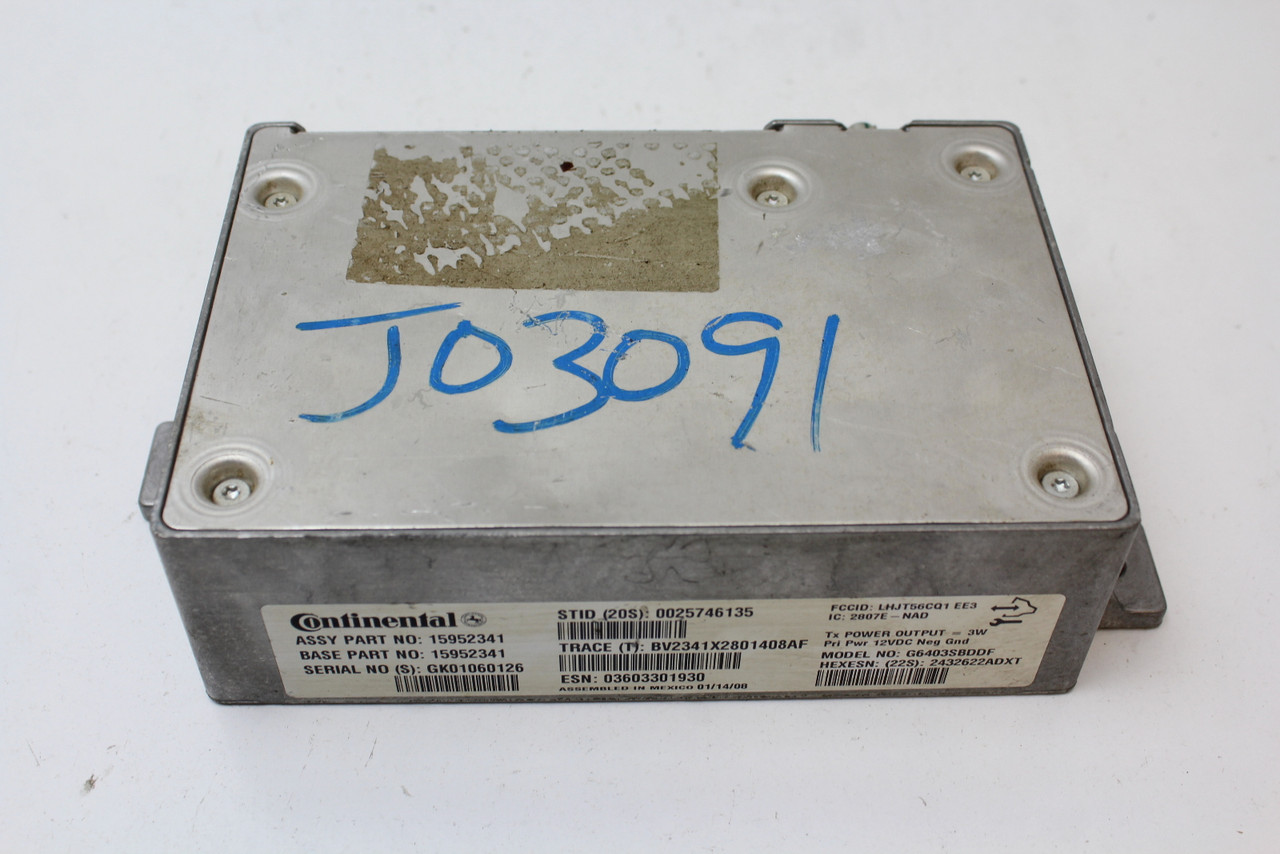 J03091
Continental
ASSY PART NO: 15952341
BASE PART NO: 15952341
SERIAL NO (S): GK01060126
STID (20S): 0025746135
TRACE (T): BV2341X2801408AF
ESN: 03603301930
ASSEMBLED IN MEXICO 01/14/08
FCCID: LHJT56CQ1 EE3
IC: 2807E-NAD
Tx POWER OUTPUT = 3W
Pri Pwr 12VDC Neg Gnd
MODEL NO: G6403SBDDF
HEXESN: (22S): 2432622ADXT